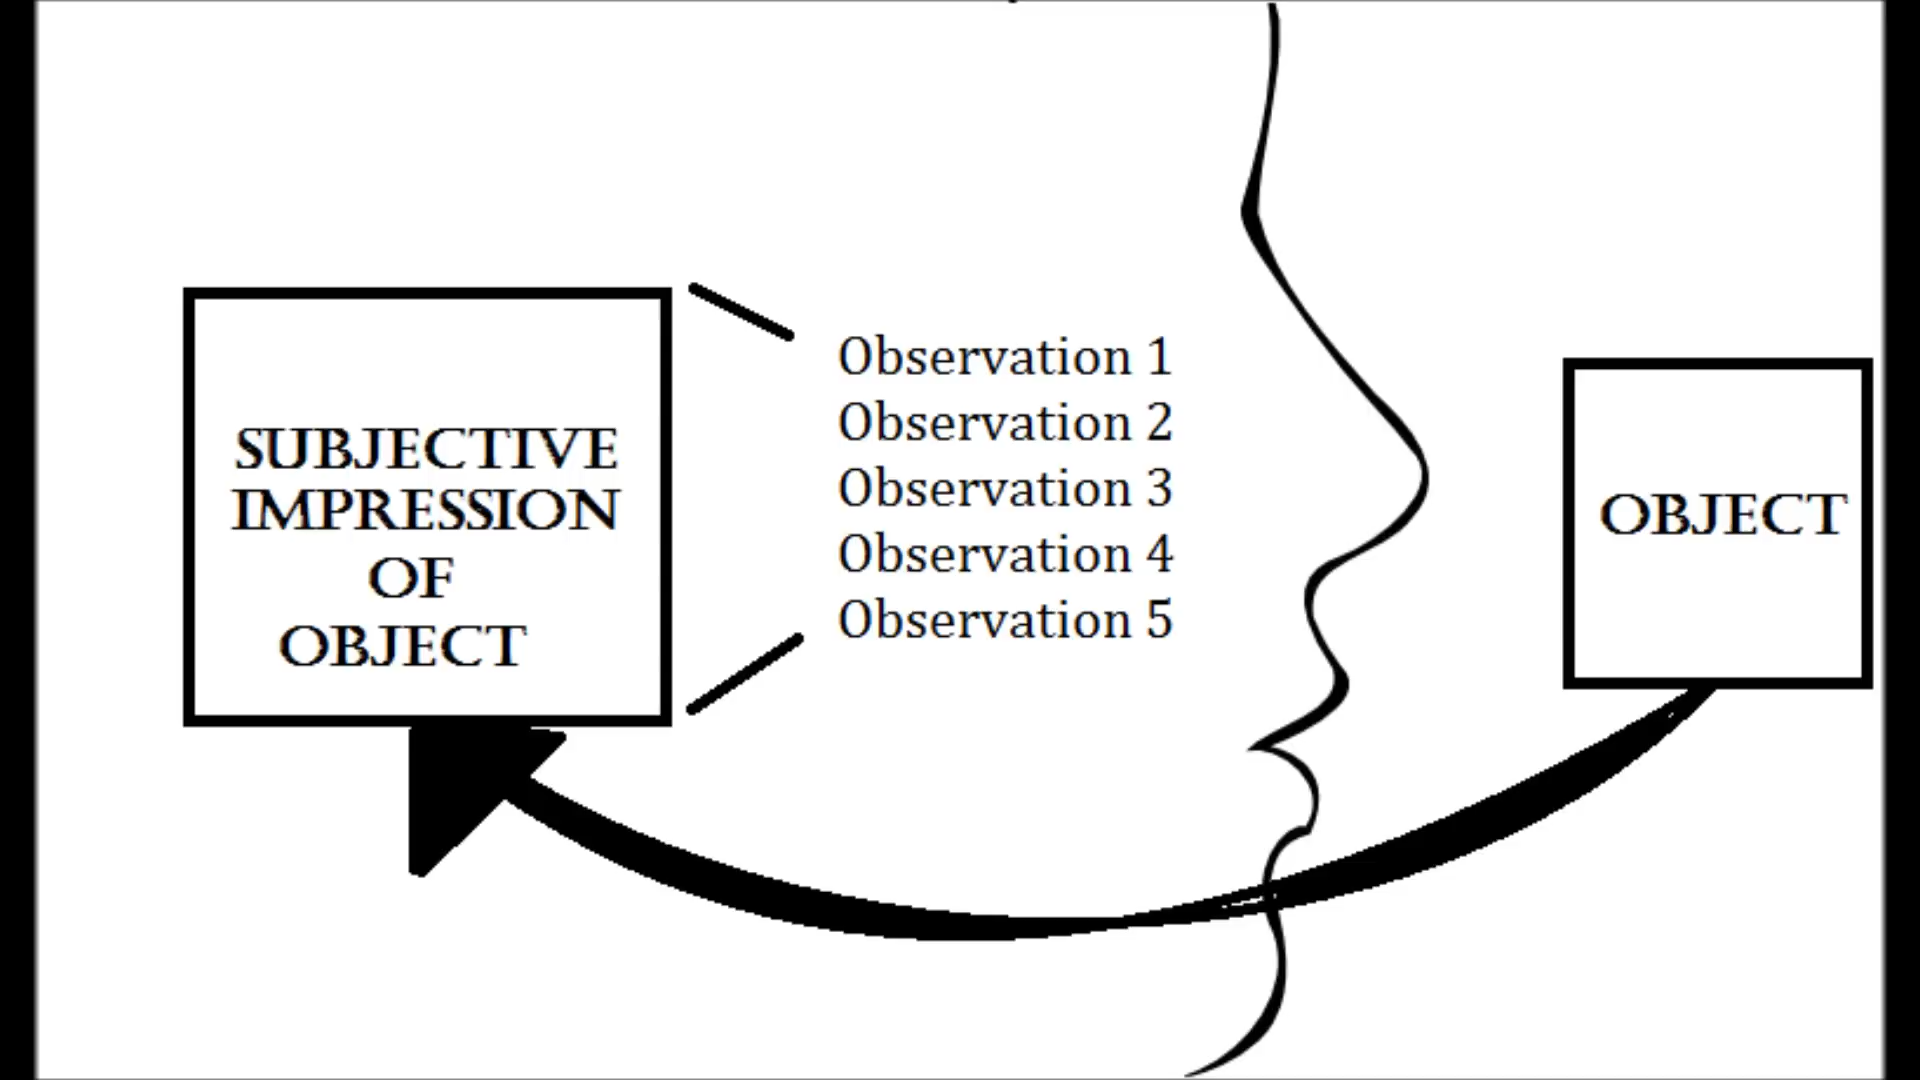 SUBJECTIVE
IMPRESSION
OF
OBJECT
Observation 1
Observation 2
Observation 3
Observation 4
Observation 5
OBJECT